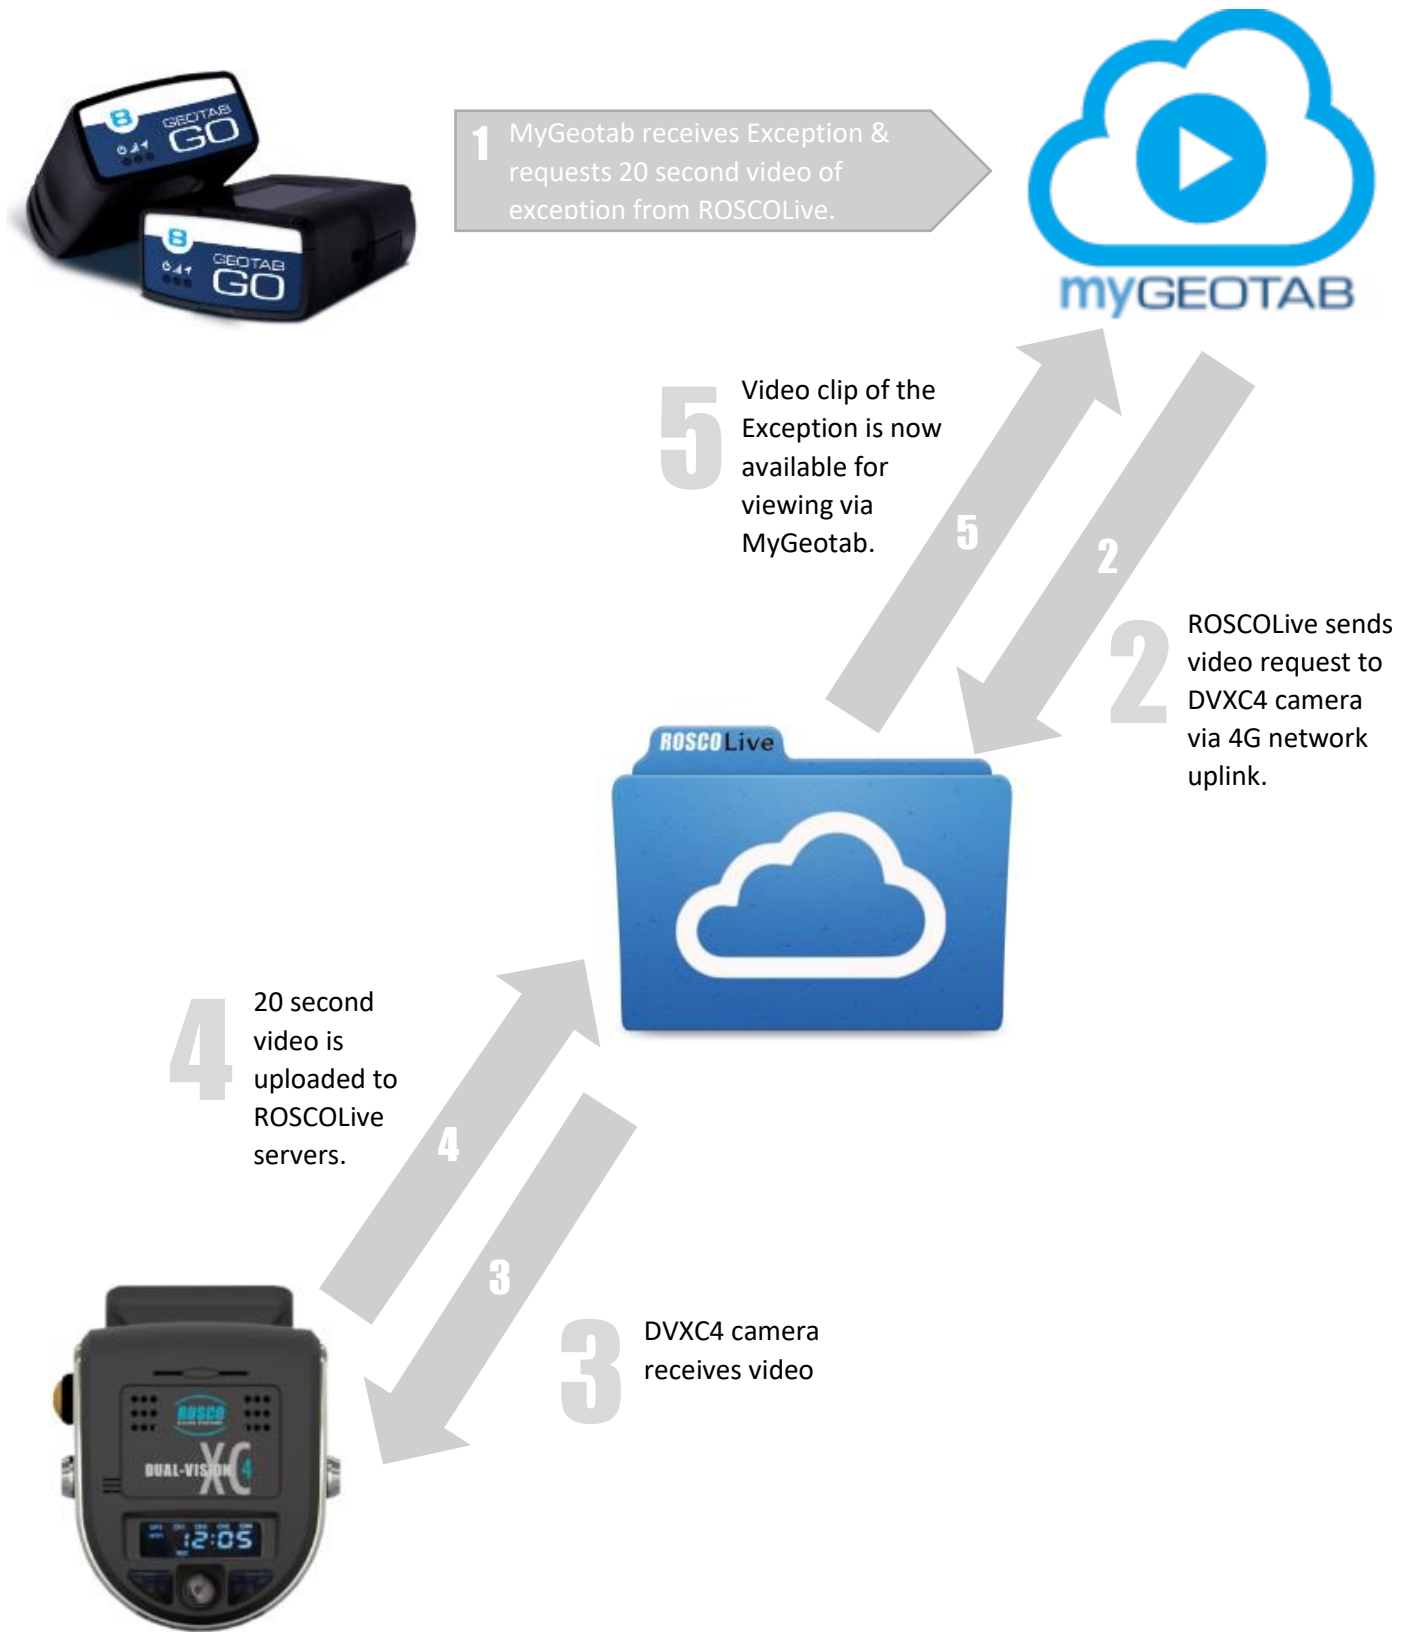 8
GEOTAB
GO
8
GEOTAB
GO
1 MyGeotab receives Exception &
requests 20 second video of
exception from ROSCOLive.
myGEOTAB
5
Video clip of the
Exception is now
available for
viewing via
MyGeotab.
5
2
2
ROSCOLive sends
video request to
DVXC4 camera
via 4G network
uplink.
ROSCOLive
4
20 second
video is
uploaded to
ROSCOLive
servers.
4
3
3
DVXC4 camera
receives video
ROSCO
DUAL-VISION XC 4
12:05